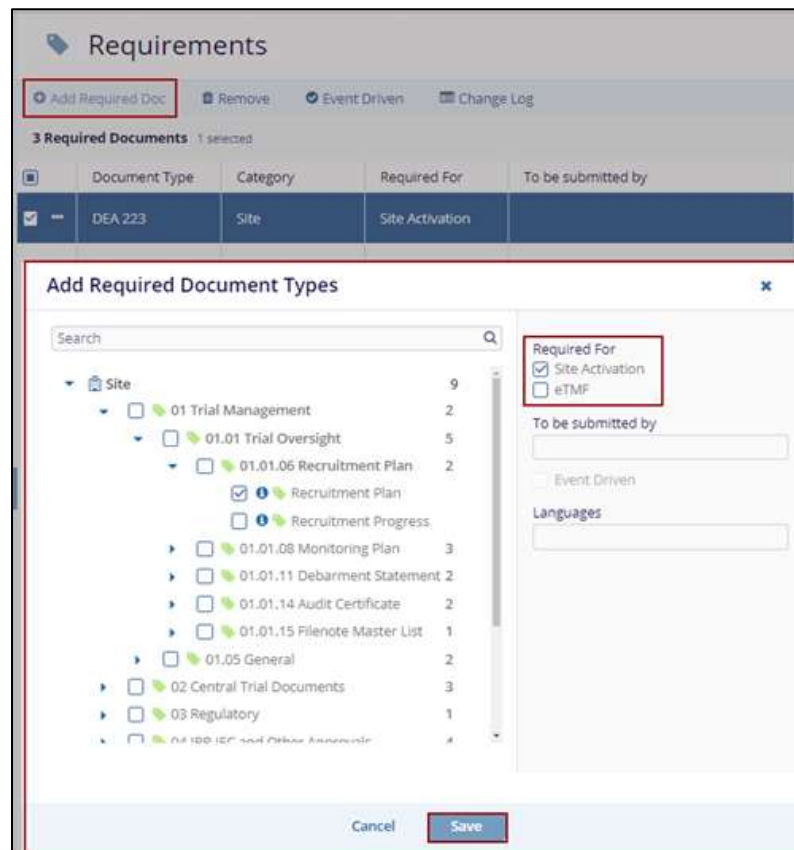 Requirements
Add Required Doc Remove Event Driven Change Log
3 Required Documents 1 selected
Document Type Category Required For To be submitted by
DEA 223 Site Site Activation
Add Required Document Types
Search
Required For
Site Activation
eTMF
To be submitted by
Event Driven
Languages
Site 9
01 Trial Management 2
01.01 Trial Oversight 5
01.01.06 Recruitment Plan 2
Recruitment Plan
Recruitment Progress
01.01.08 Monitoring Plan 3
01.01.11 Debarment Statement 2
01.01.14 Audit Certificate 2
01.01.15 Filenote Master List 1
01.05 General 2
02 Central Trial Documents 3
03 Regulatory 1
and Other Approvals 4
Cancel Save